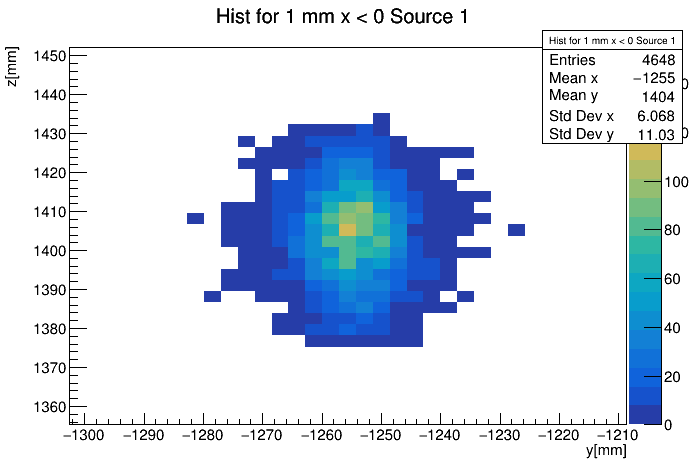 Hist for 1 mm x < 0 Source 1
Hist for 1 mm x < 0 Source 1
Entries 4648
Mean x −1255
Mean y 1404
Std Dev x 6.068
Std Dev y 11.03
z[mm]
1450
1440
1430
1420
1410
1400
1390
1380
1370
1360
−1300 −1290 −1280 −1270 −1260 −1250 −1240 −1230 −1220 −1210
y[mm]
100
80
60
40
20
0